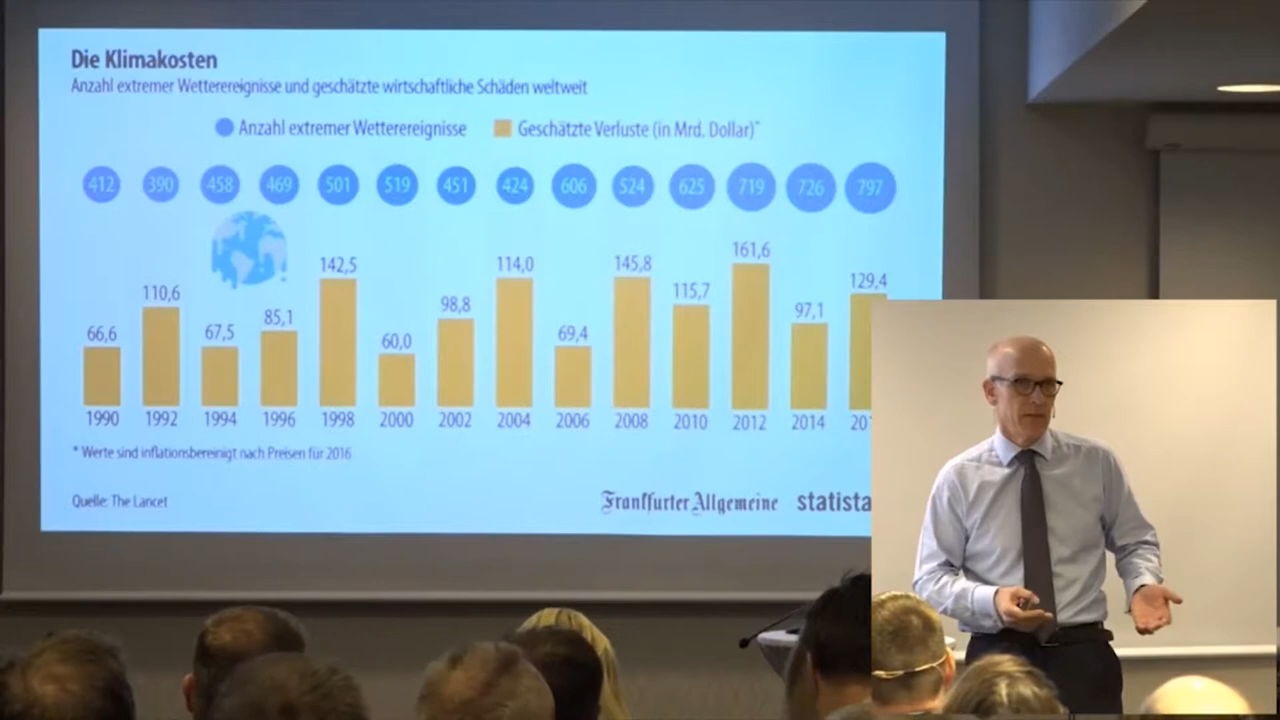 Die Klimakosten
Anzahl extremer Wetterereignisse und geschätzte wirtschaftliche Schäden weltweit
Anzahl extremer Wetterereignisse Geschätzte Verluste (in Mrd. Dollar)*
412 390 458 469 501 519 451 424 606 524 625 719 726 797
66,6 110,6 67,5 85,1 142,5 60,0 98,8 114,0 69,4 145,8 115,7 161,6 97,1 129,4
1990 1992 1994 1996 1998 2000 2002 2004 2006 2008 2010 2012 2014
* Werte sind inflationsbereinigt nach Preisen für 2016
Quelle: The Lancet Frankfurter Allgemeine statista